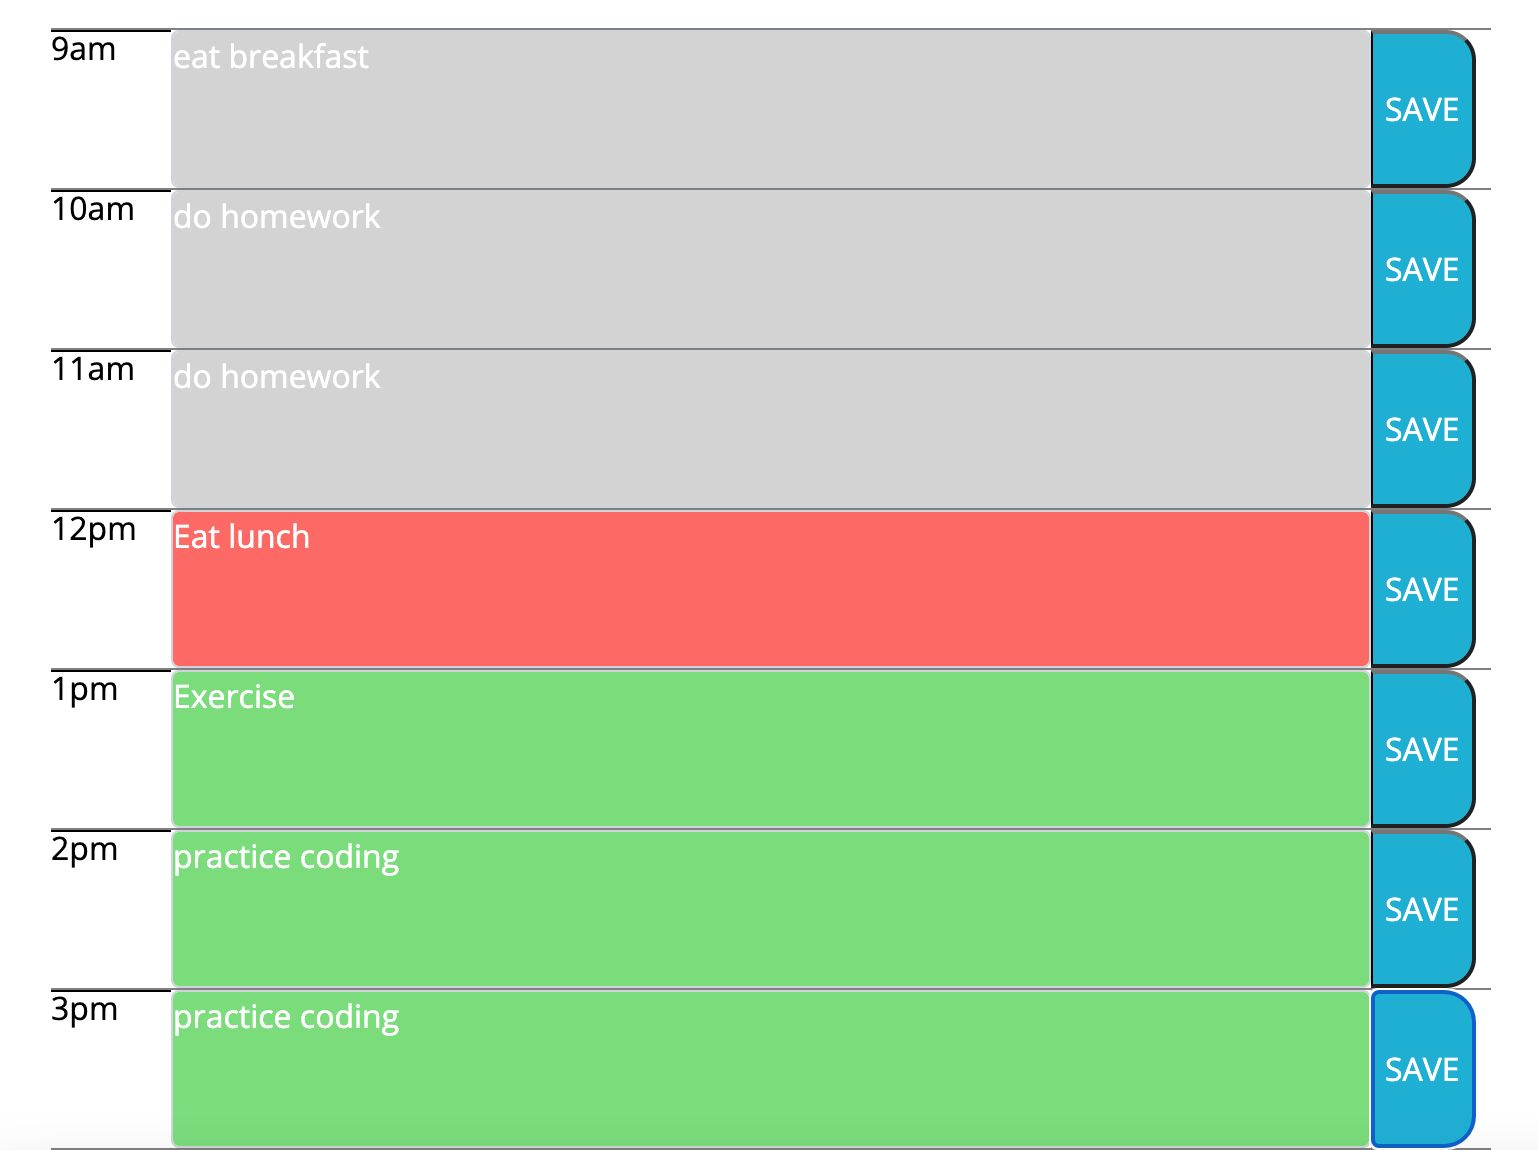 9am eat breakfast SAVE
10am do homework SAVE
11am do homework SAVE
12pm Eat lunch SAVE
1pm Exercise SAVE
2pm practice coding SAVE
3pm practice coding SAVE